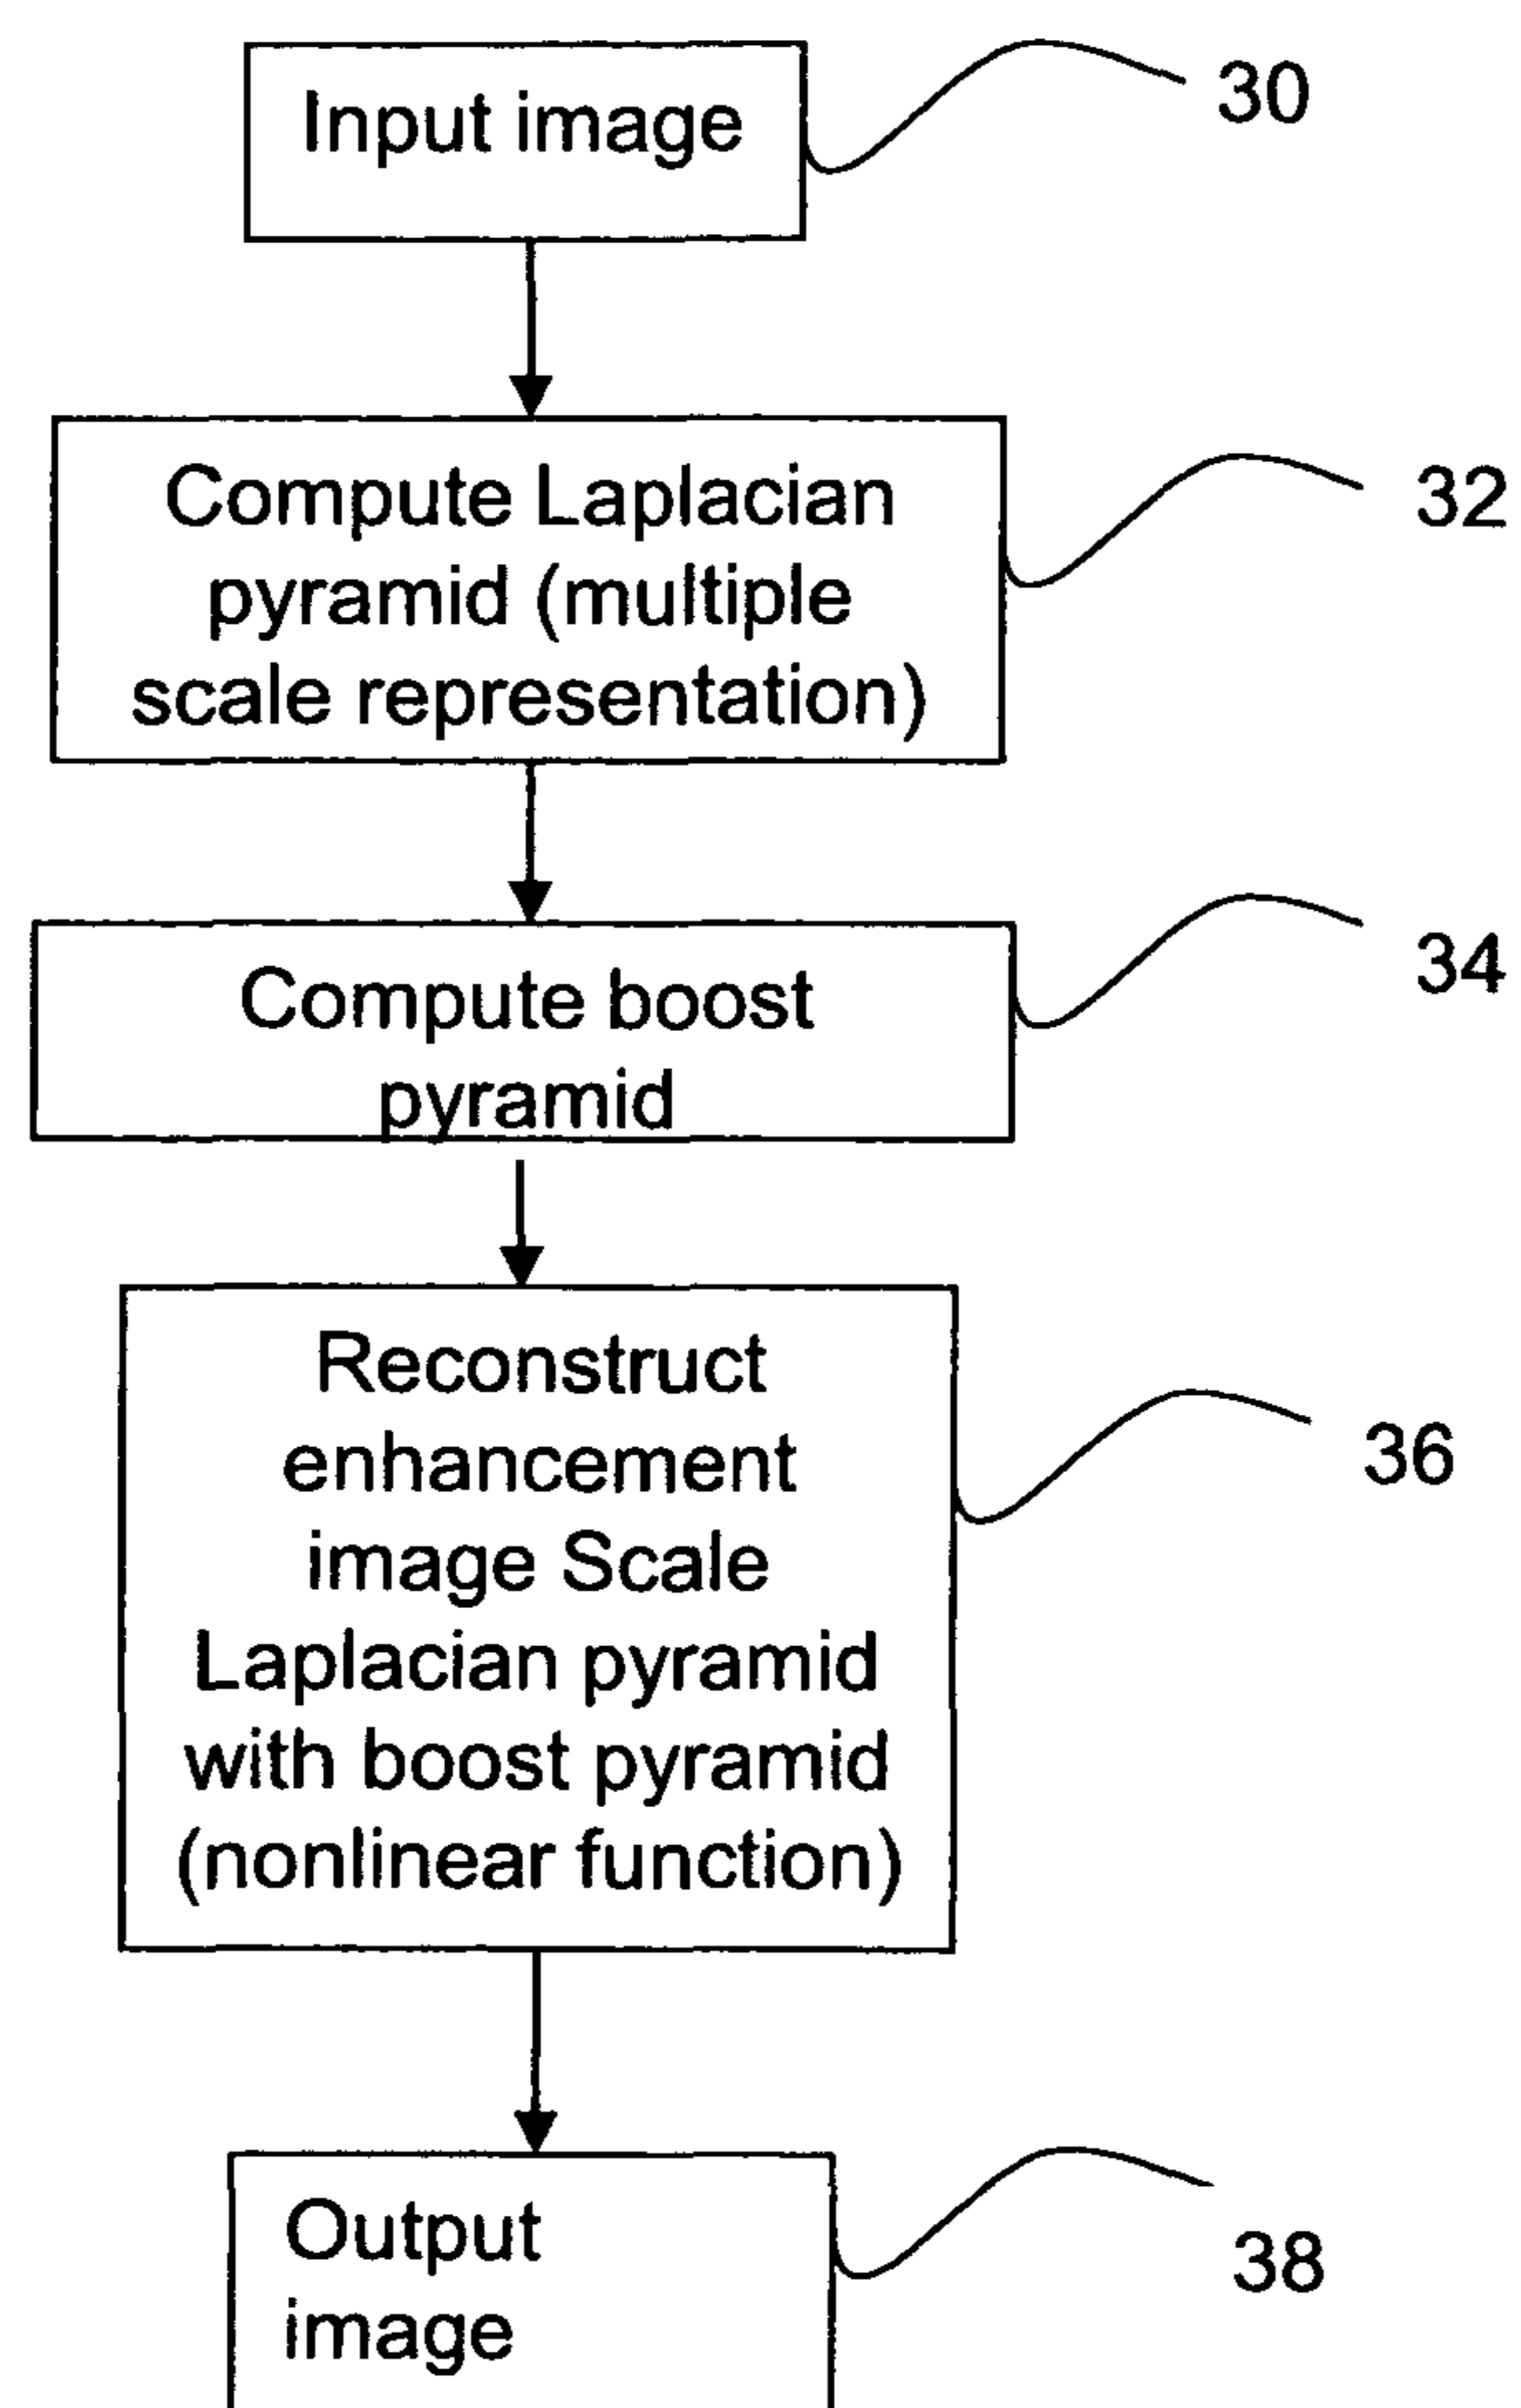 Input image
30
Compute Laplacian
pyramid (multiple
scale representation)
32
Compute boost
pyramid
34
Reconstruct
enhancement
image Scale
Laplacian pyramid
with boost pyramid
(nonlinear function)
36
Output
image
38